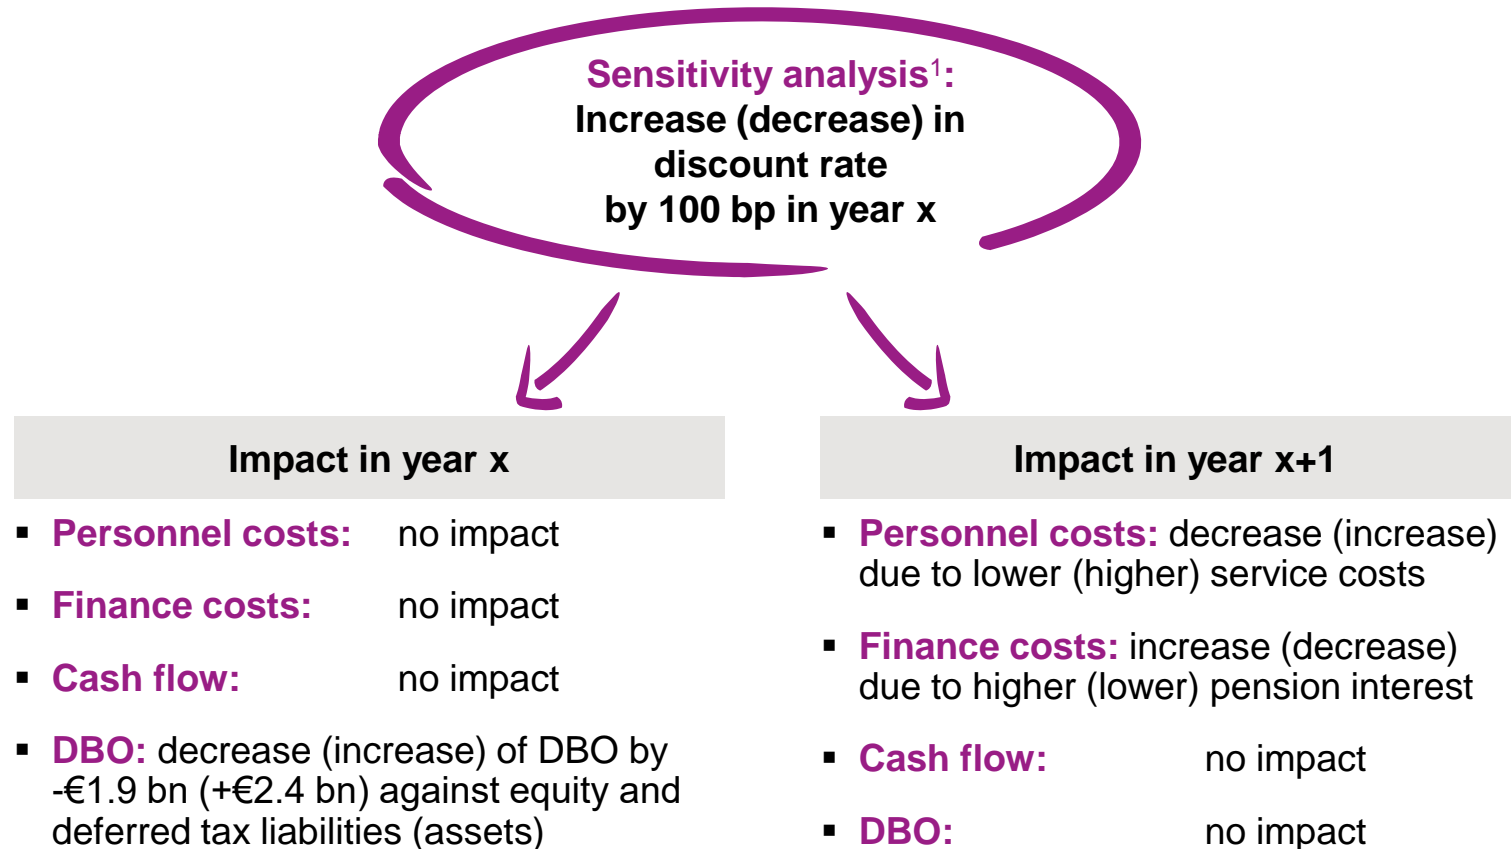 Sensitivity analysis¹:
Increase (decrease) in
discount rate
by 100 bp in year x
Impact in year x
▪ Personnel costs: no impact
▪ Finance costs: no impact
▪ Cash flow: no impact
▪ DBO: decrease (increase) of DBO by
-€1.9 bn (+€2.4 bn) against equity and
deferred tax liabilities (assets)
Impact in year x+1
▪ Personnel costs: decrease (increase)
due to lower (higher) service costs
▪ Finance costs: increase (decrease)
due to higher (lower) pension interest
▪ Cash flow: no impact
▪ DBO: no impact